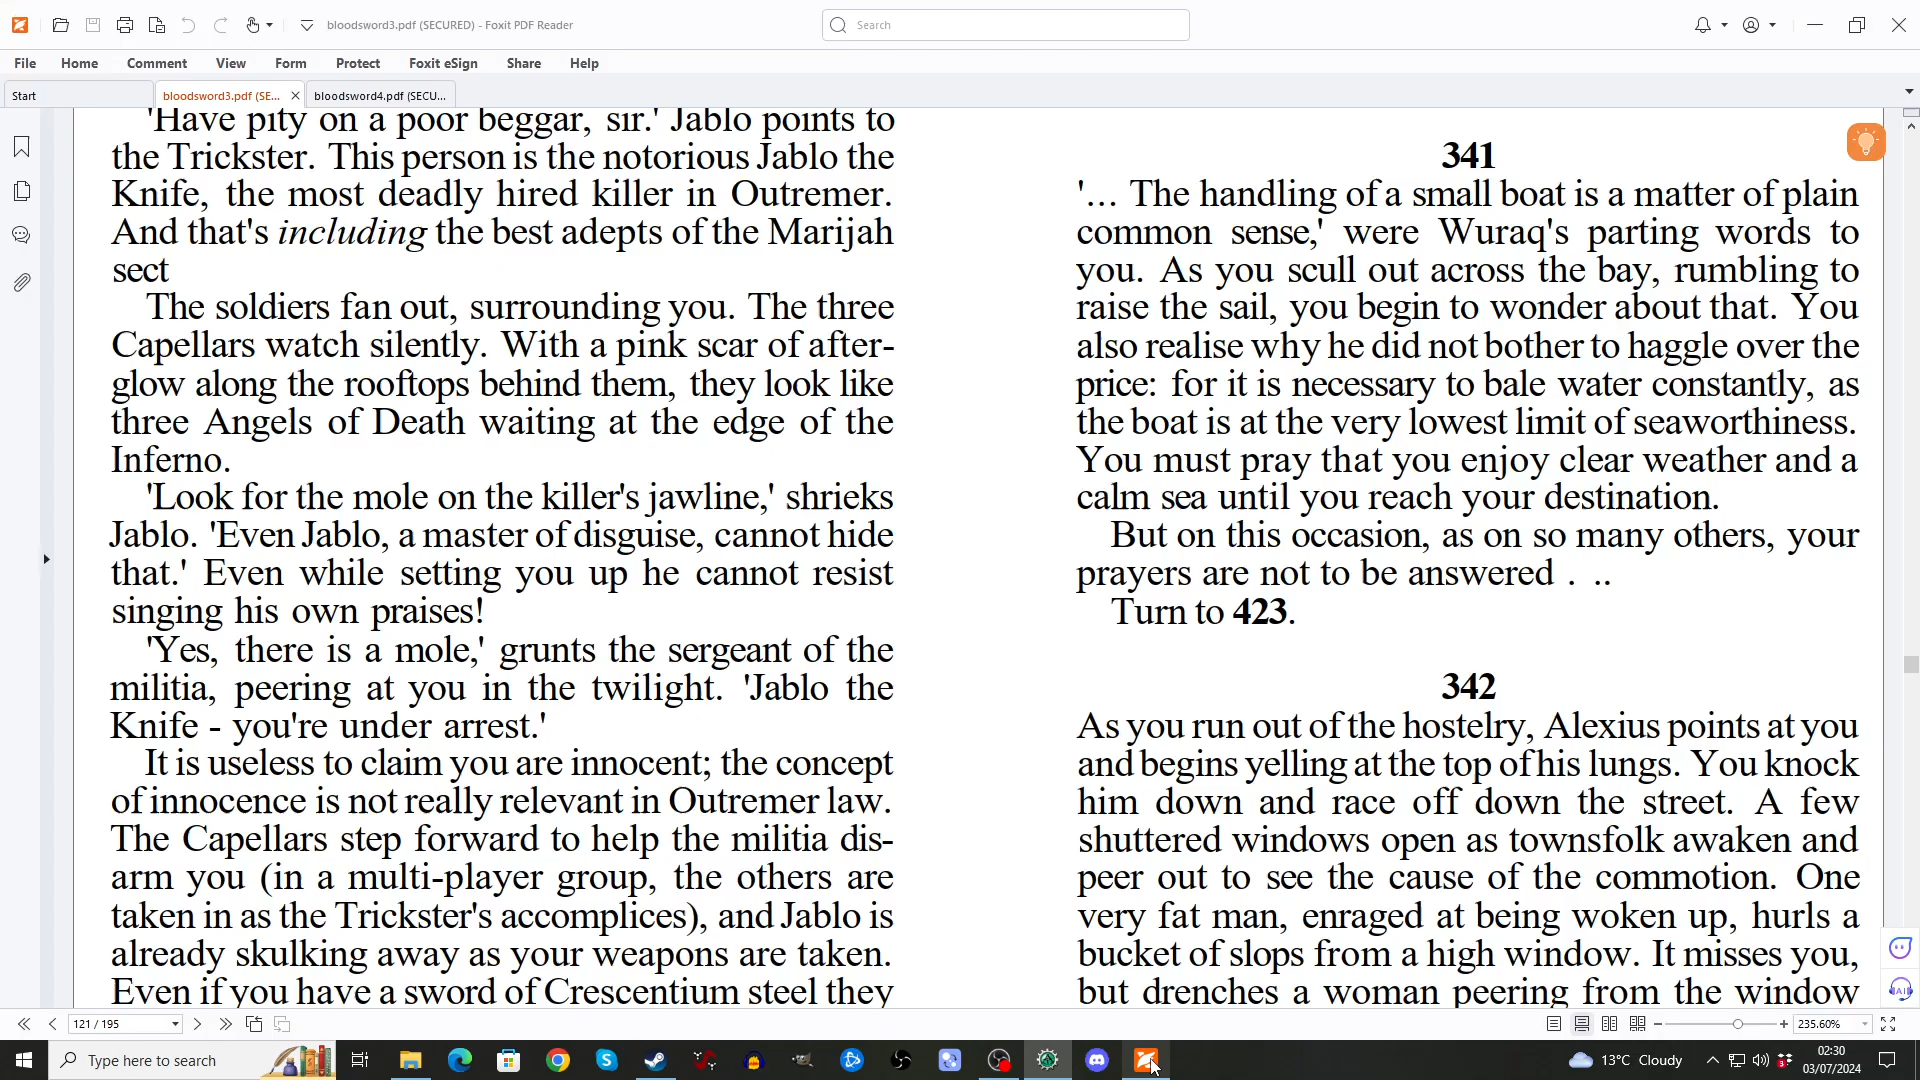 bloodsword3.pdf (SECURED) - Foxit PDF Reader
Search
File Home Comment View Form Protect Foxit eSign Share Help
Start
bloodsword3.pdf (SE...
bloodsword4.pdf (SECU...
'Have pity on a poor beggar, sir.' Jablo points to
the Trickster. This person is the notorious Jablo the
Knife, the most deadly hired killer in Outremer.
And that's including the best adepts of the Marijah
sect
The soldiers fan out, surrounding you. The three
Capellars watch silently. With a pink scar of after-
glow along the rooftops behind them, they look like
three Angels of Death waiting at the edge of the
Inferno.
'Look for the mole on the killer's jawline,' shrieks
Jablo. 'Even Jablo, a master of disguise, cannot hide
that.' Even while setting you up he cannot resist
singing his own praises!
'Yes, there is a mole,' grunts the sergeant of the
militia, peering at you in the twilight. 'Jablo the
Knife - you're under arrest.'
It is useless to claim you are innocent; the concept
of innocence is not really relevant in Outremer law.
The Capellars step forward to help the militia dis-
arm you (in a multi-player group, the others are
taken in as the Trickster's accomplices), and Jablo is
already skulking away as your weapons are taken.
Even if you have a sword of Crescentium steel they
341
'... The handling of a small boat is a matter of plain
common sense,' were Wuraq's parting words to
you. As you scull out across the bay, rumbling to
raise the sail, you begin to wonder about that. You
also realise why he did not bother to haggle over the
price: for it is necessary to bale water constantly, as
the boat is at the very lowest limit of seaworthiness.
You must pray that you enjoy clear weather and a
calm sea until you reach your destination.
But on this occasion, as on so many others, your
prayers are not to be answered . ..
Turn to 423.
342
As you run out of the hostelry, Alexius points at you
and begins yelling at the top of his lungs. You knock
him down and race off down the street. A few
shuttered windows open as townsfolk awaken and
peer out to see the cause of the commotion. One
very fat man, enraged at being woken up, hurls a
bucket of slops from a high window. It misses you,
but drenches a woman peering from the window
121 / 195
235.60%
Type here to search
13°C Cloudy
02:30
03/07/2024